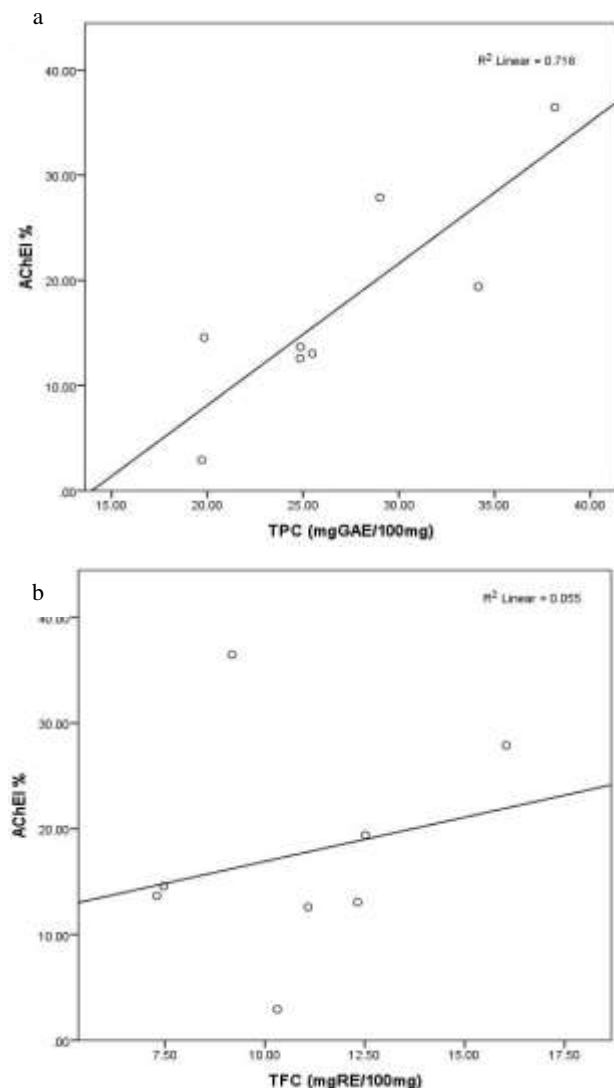 a
R2 Linear = 0.718
40.00
30.00
20.00
10.00
.00
AChEI %
15.00 20.00 25.00 30.00 35.00 40.00
TPC (mgGAE/100mg)
b
R2 Linear = 0.055
40.00
30.00
20.00
10.00
.00
AChEI %
7.50 10.00 12.50 15.00 17.50
TFC (mgRE/100mg)